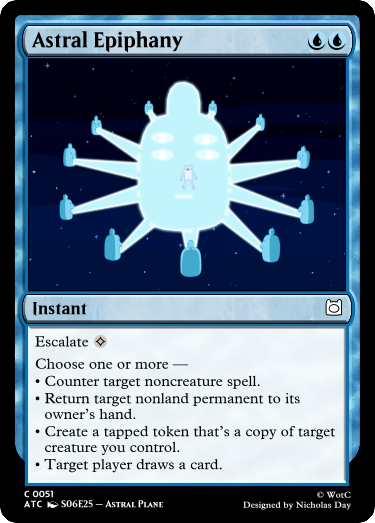 Astral Epiphany
Instant
Escalate
Choose one or more —
• Counter target noncreature spell.
• Return target nonland permanent to its
owner's hand.
• Create a tapped token that's a copy of target
creature you control.
• Target player draws a card.
C 0051
© WotC
ATC S06E25 — Astral Plane
Designed by Nicholas Day